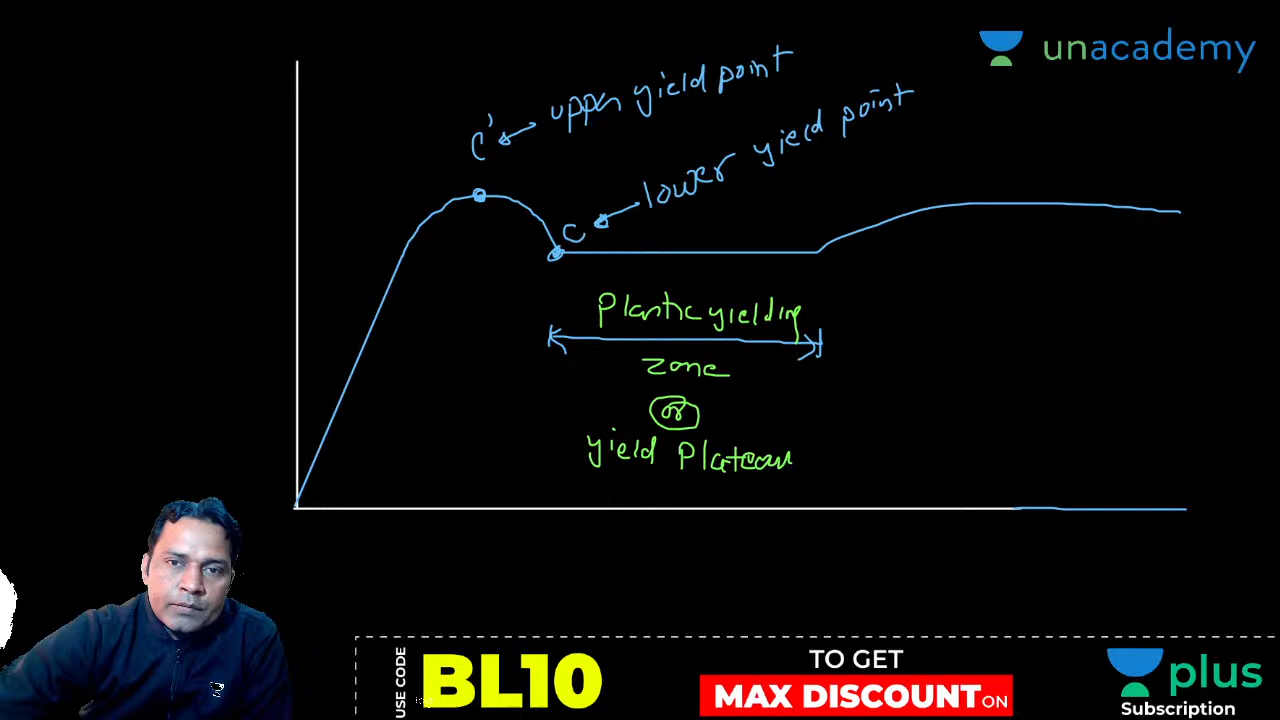 unacademy
C' upper yield point
C lower yield point
Plastic yielding
zone
or
yield Plateau
USE CODE
BL10
TO GET
MAX DISCOUNT ON
plus
Subscription